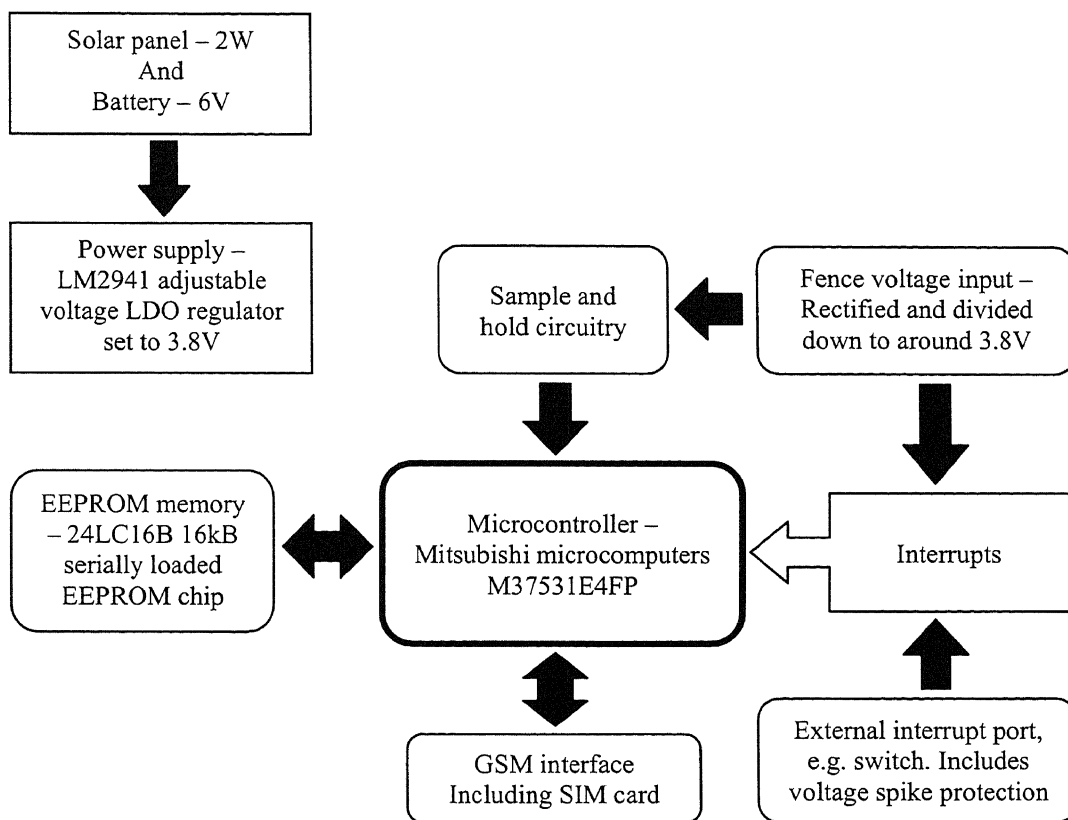 Solar panel – 2W
And
Battery – 6V
Power supply –
LM2941 adjustable
voltage LDO regulator
set to 3.8V
Sample and
hold circuitry
Fence voltage input –
Rectified and divided
down to around 3.8V
EEPROM memory
– 24LC16B 16kB
serially loaded
EEPROM chip
Microcontroller –
Mitsubishi microcomputers
M37531E4FP
Interrupts
GSM interface
Including SIM card
External interrupt port,
e.g. switch. Includes
voltage spike protection